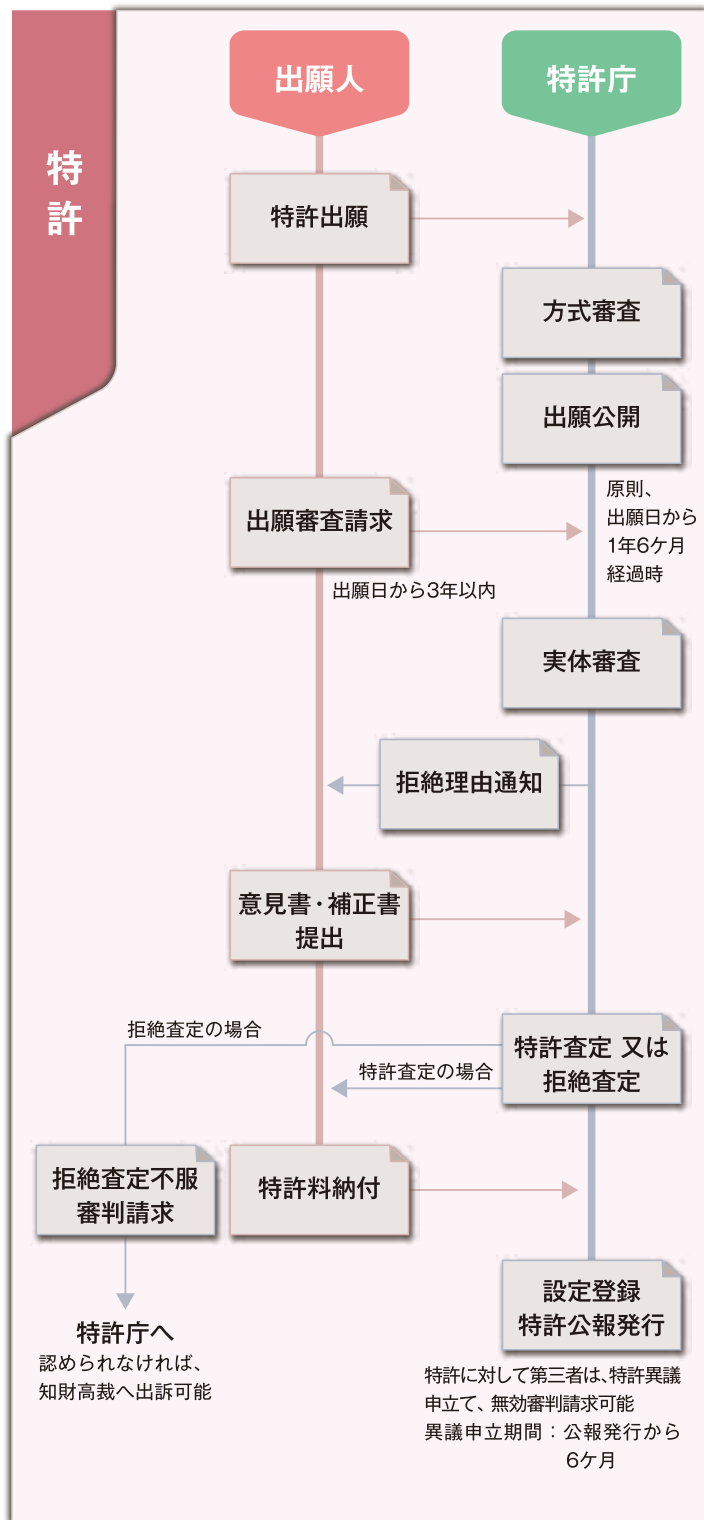 特許
出願人
特許庁
特許出願
方式審査
出願公開
原則、
出願日から
1年6ケ月
経過時
出願審査請求
出願日から3年以内
実体審査
拒絶理由通知
意見書・補正書
提出
特許査定 又は
拒絶査定
拒絶査定の場合
特許査定の場合
拒絶査定不服
審判請求
特許料納付
特許庁へ
認められなければ、
知財高裁へ出訴可能
設定登録
特許公報発行
特許に対して第三者は、特許異議
申立て、無効審判請求可能
異議申立期間：公報発行から
6ケ月